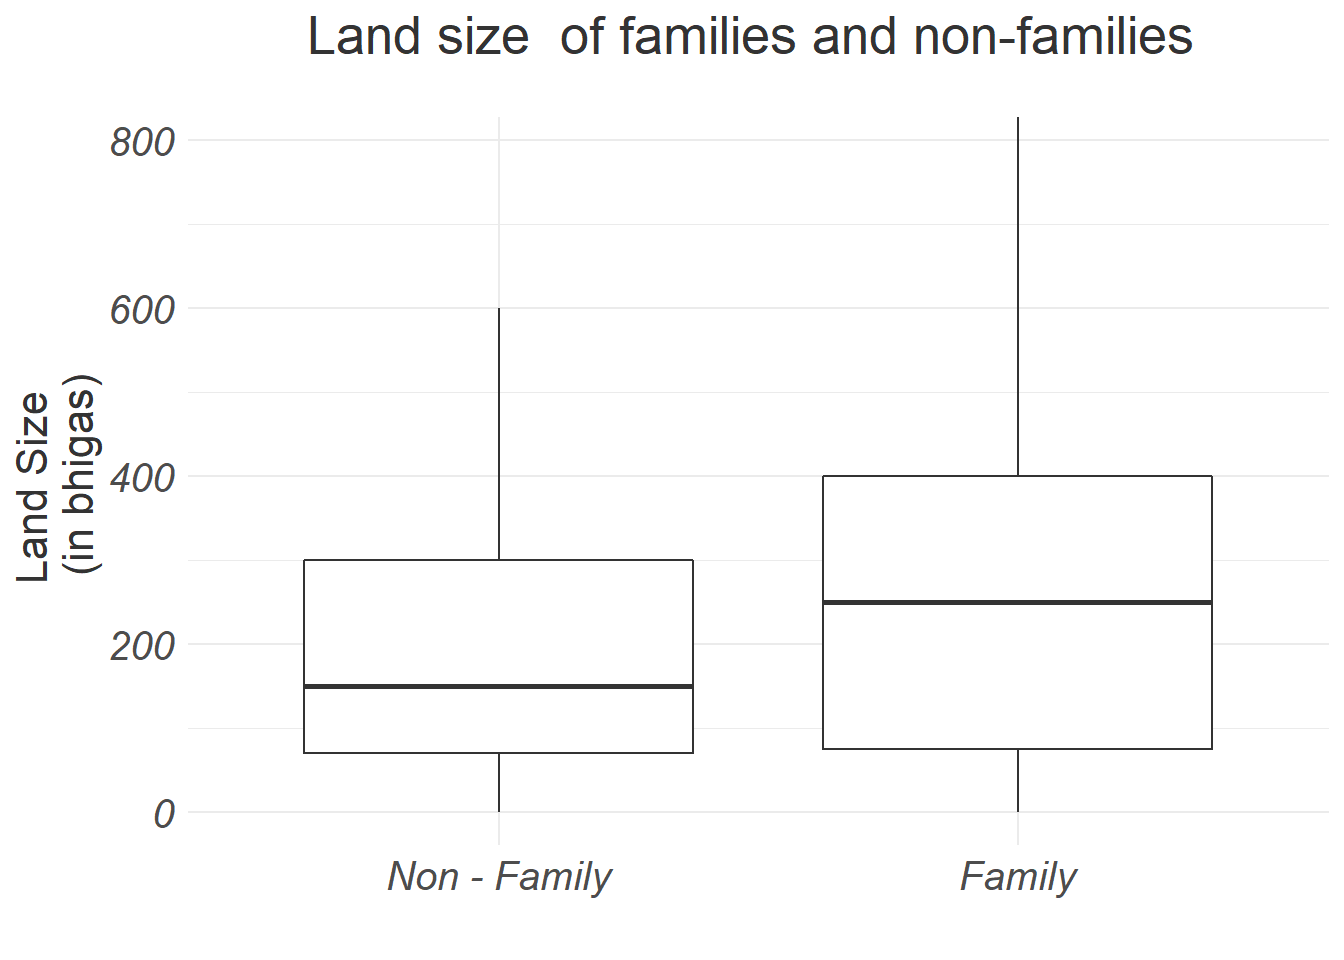 Land size  of families and non-families
Land Size
(in bhigas)
800
600
400
200
0
Non - Family
Family